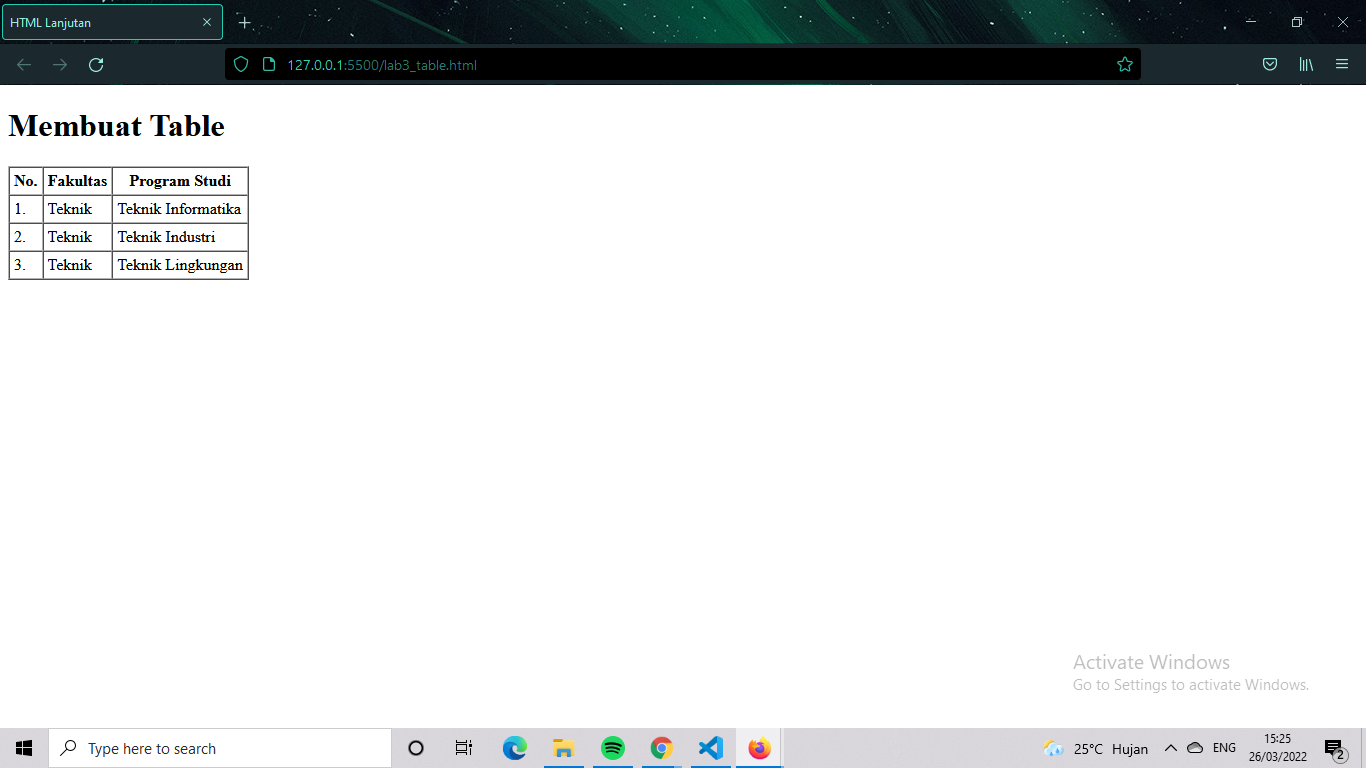 HTML Lanjutan
127.0.0.1:5500/lab3_table.html
Membuat Table
No. Fakultas Program Studi
1. Teknik Teknik Informatika
2. Teknik Teknik Industri
3. Teknik Teknik Lingkungan
Activate Windows
Go to Settings to activate Windows.
Type here to search
25°C Hujan
ENG
15:25
26/03/2022
2